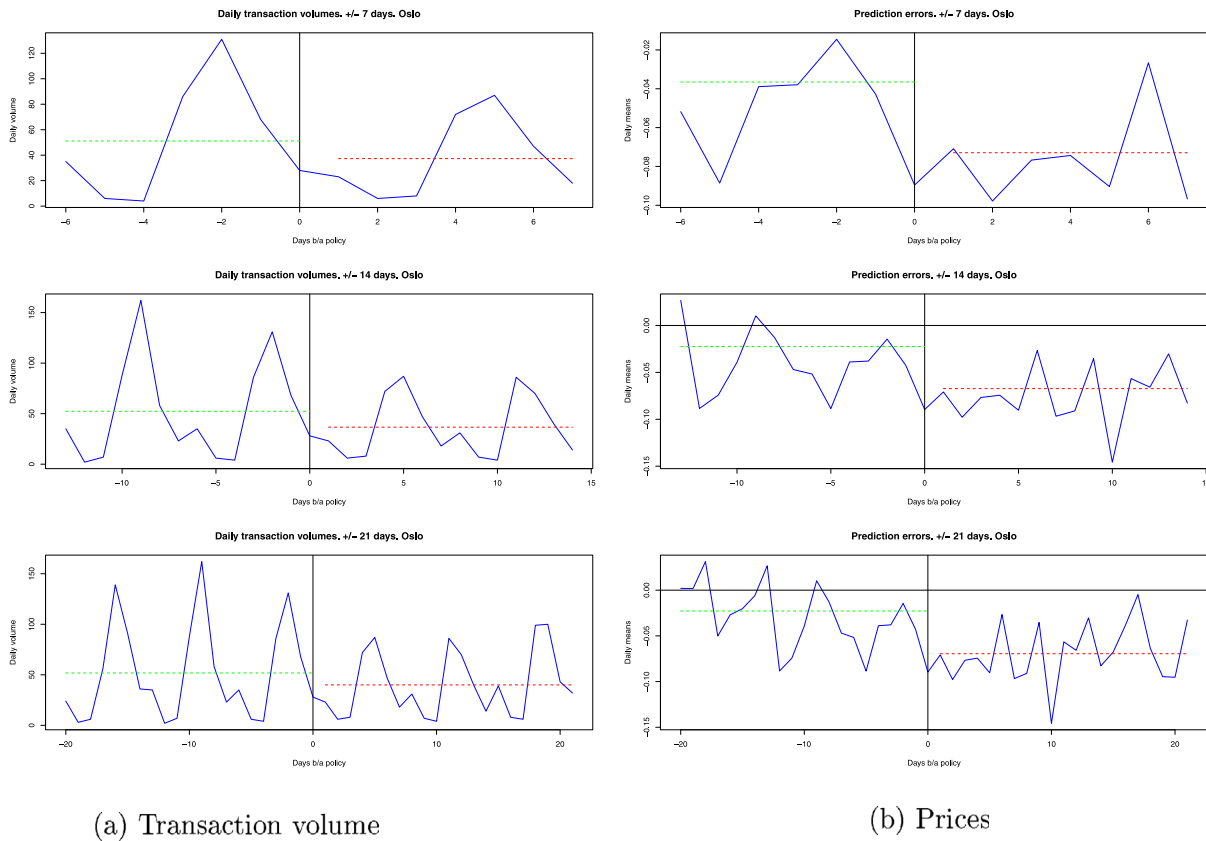 Daily transaction volumes. +/− 7 days. Oslo
Daily volume
0 20 40 60 80 100 120
−6 −4 −2 0 2 4 6
Days b/a policy
Daily transaction volumes. +/− 14 days. Oslo
Daily volume
0 50 100 150
−10 −5 0 5 10 15
Days b/a policy
Daily transaction volumes. +/− 21 days. Oslo
Daily volume
0 50 100 150
−20 −10 0 10 20
Days b/a policy
(a) Transaction volume
Prediction errors. +/− 7 days. Oslo
Daily means
−0.10 −0.08 −0.06 −0.04 −0.02
−6 −4 −2 0 2 4 6
Days b/a policy
Prediction errors. +/− 14 days. Oslo
Daily means
−0.15 −0.10 −0.05 0.00
−10 −5 0 5 10
Days b/a policy
Prediction errors. +/− 21 days. Oslo
Daily means
−0.15 −0.10 −0.05 0.00
−20 −10 0 10 20
Days b/a policy
(b) Prices